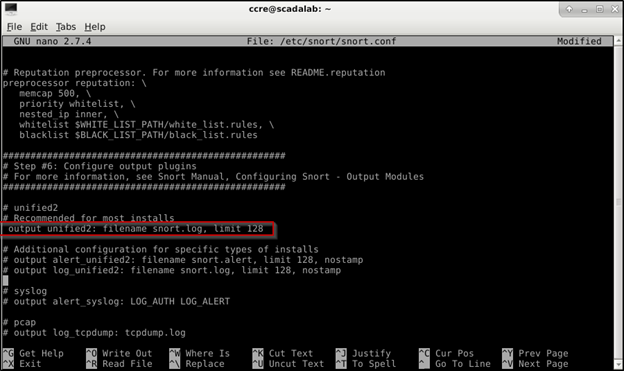 ccre@scadalab: ~
File Edit Tabs Help
GNU nano 2.7.4 File: /etc/snort/snort.conf Modified
# Reputation preprocessor. For more information see README.reputation
preprocessor reputation: \
memcap 500, \
priority whitelist, \
nested_ip inner, \
whitelist $WHITE_LIST_PATH/white_list.rules, \
blacklist $BLACK_LIST_PATH/black_list.rules
###################################################
# Step #6: Configure output plugins
# For more information, see Snort Manual, Configuring Snort - Output Modules
###################################################
# unified2
# Recommended for most installs
output unified2: filename snort.log, limit 128
# Additional configuration for specific types of installs
# output alert_unified2: filename snort.alert, limit 128, nostamp
# output log_unified2: filename snort.log, limit 128, nostamp
# syslog
# output alert_syslog: LOG_AUTH LOG_ALERT
# pcap
# output log_tcpdump: tcpdump.log
^G Get Help ^O Write Out ^W Where Is ^K Cut Text ^J Justify ^C Cur Pos ^Y Prev Page
^X Exit ^R Read File ^\ Replace ^U Uncut Text ^T To Spell ^_ Go To Line ^V Next Page